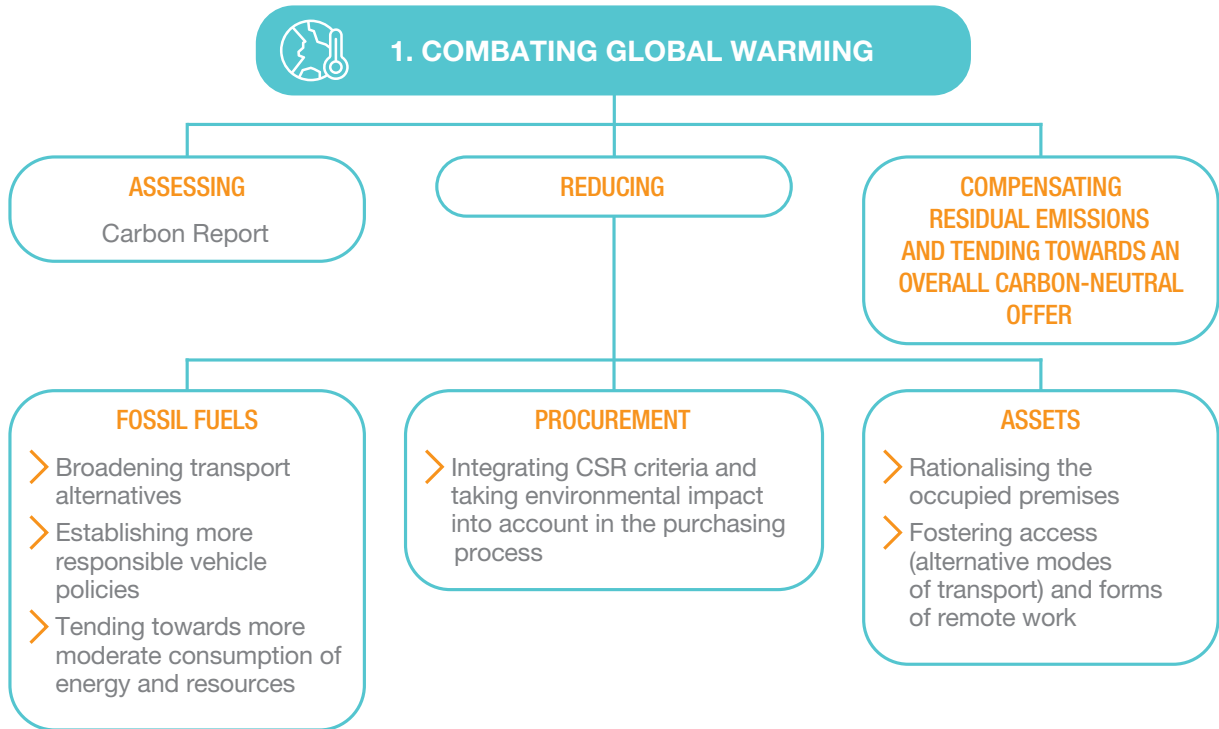 1. COMBATING GLOBAL WARMING
ASSESSING
Carbon Report
REDUCING
COMPENSATING
RESIDUAL EMISSIONS
AND TENDING TOWARDS AN
OVERALL CARBON-NEUTRAL
OFFER
FOSSIL FUELS
Broadening transport
alternatives
Establishing more
responsible vehicle
policies
Tending towards more
moderate consumption of
energy and resources
PROCUREMENT
Integrating CSR criteria and
taking environmental impact
into account in the purchasing
process
ASSETS
Rationalising the
occupied premises
Fostering access
(alternative modes
of transport) and forms
of remote work